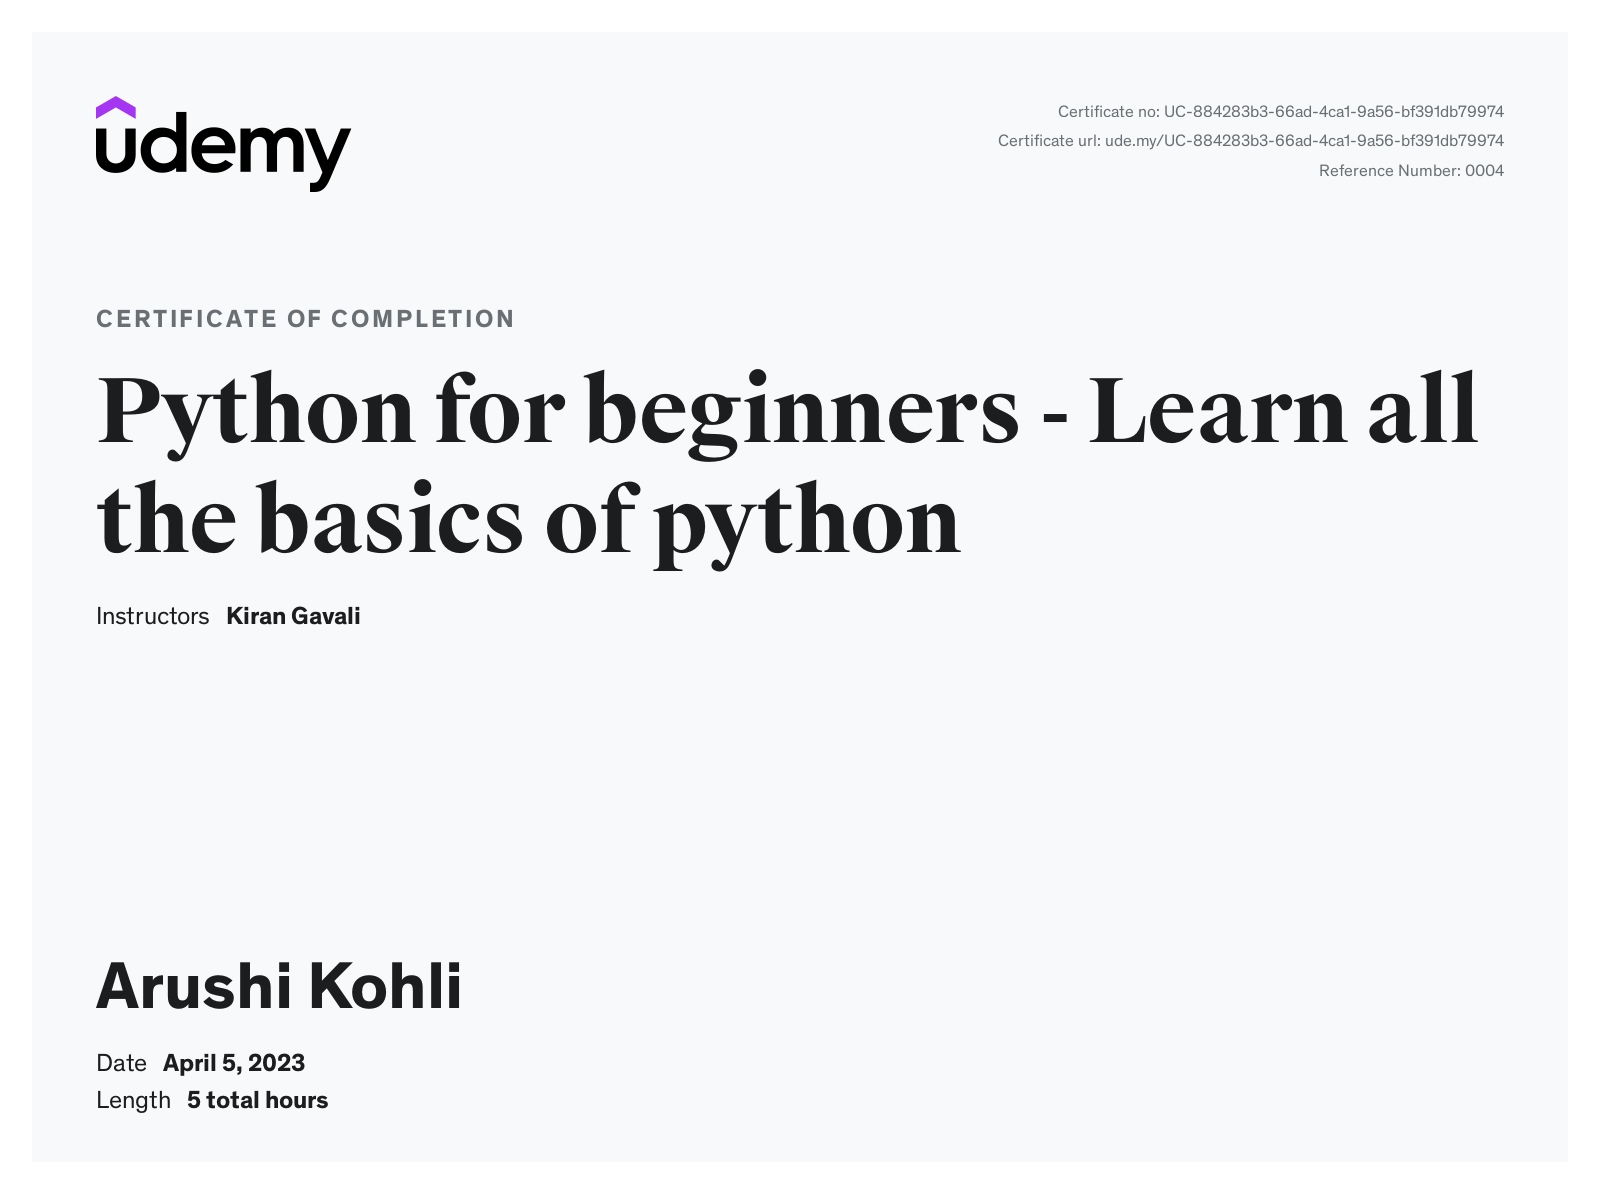 udemy
Certificate no: UC-884283b3-66ad-4ca1-9a56-bf391db79974
Certificate url: ude.my/UC-884283b3-66ad-4ca1-9a56-bf391db79974
Reference Number: 0004
CERTIFICATE OF COMPLETION
Python for beginners - Learn all
the basics of python
Instructors Kiran Gavali
Arushi Kohli
Date April 5, 2023
Length 5 total hours